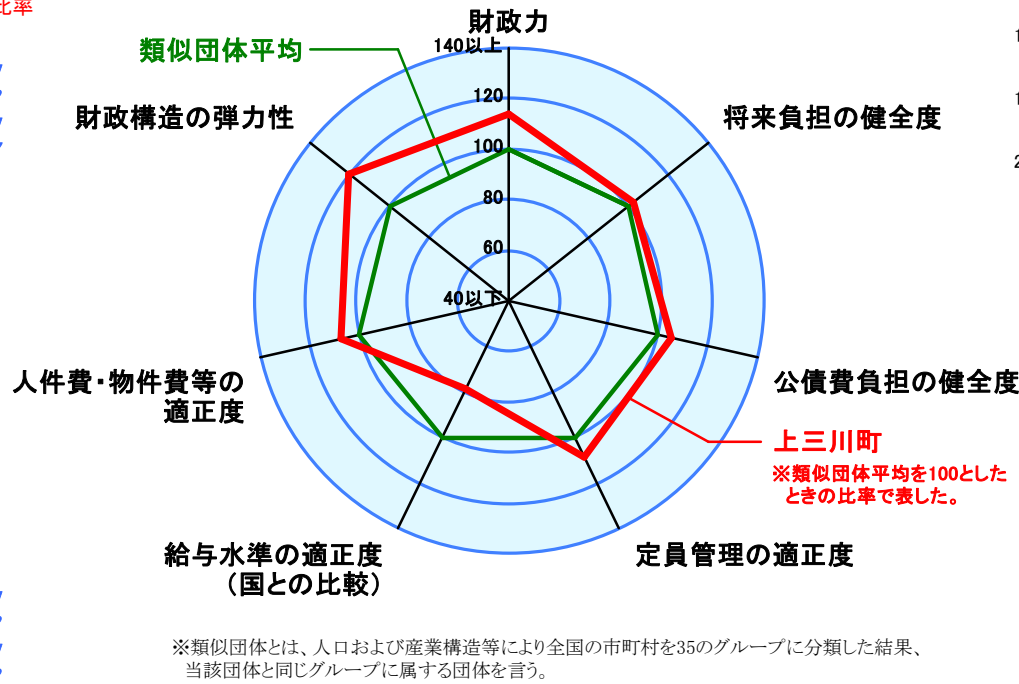 比率
財政力
140以上
120
100
80
60
40以下
類似団体平均
財政構造の弾力性
将来負担の健全度
人件費・物件費等の
適正度
公債費負担の健全度
上三川町
※類似団体平均を100とした
ときの比率で表した。
給与水準の適正度
（国との比較）
定員管理の適正度
※類似団体とは、人口および産業構造等により全国の市町村を35のグループに分類した結果、
当該団体と同じグループに属する団体を言う。